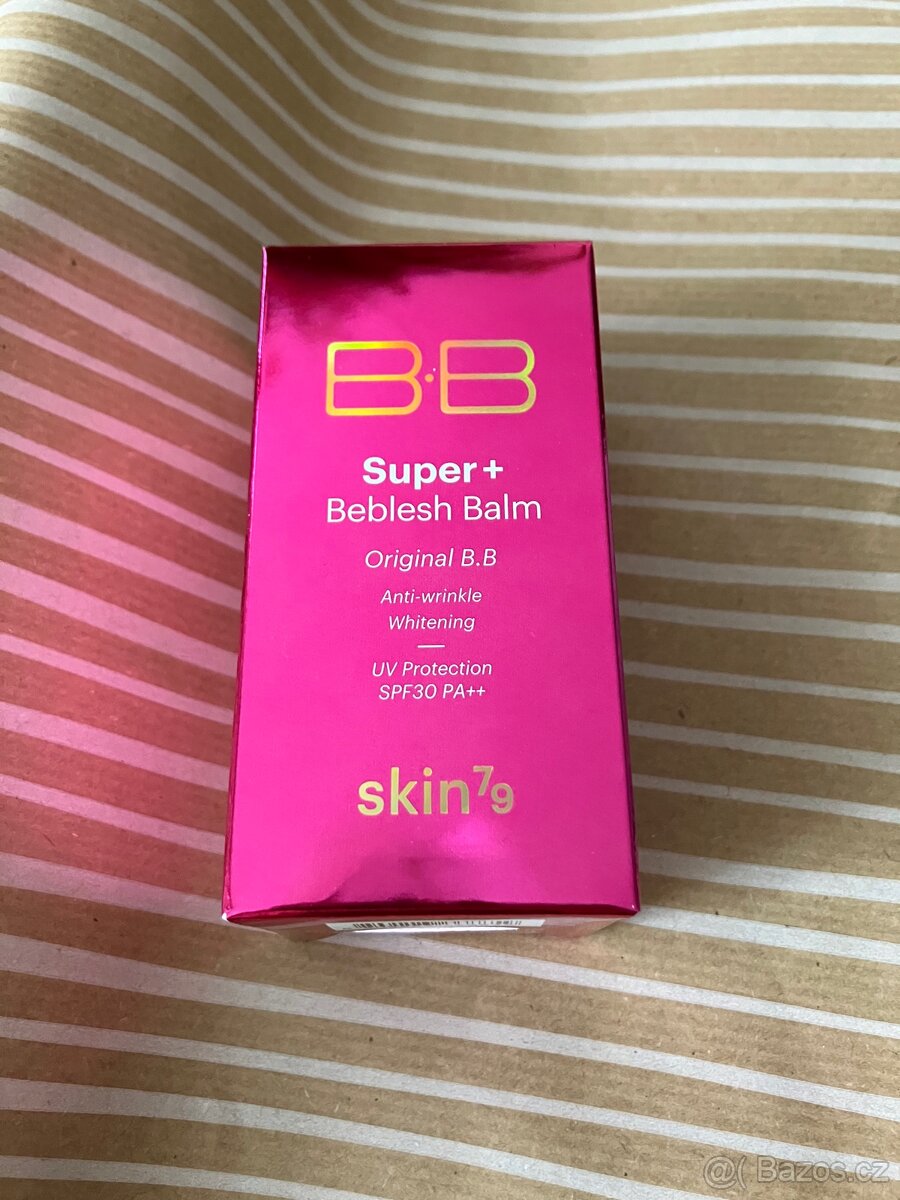 B·B
Super+
Beblesh Balm
Original B.B
Anti-wrinkle
Whitening
UV Protection
SPF30 PA++
skin79
@( Bazos.cz